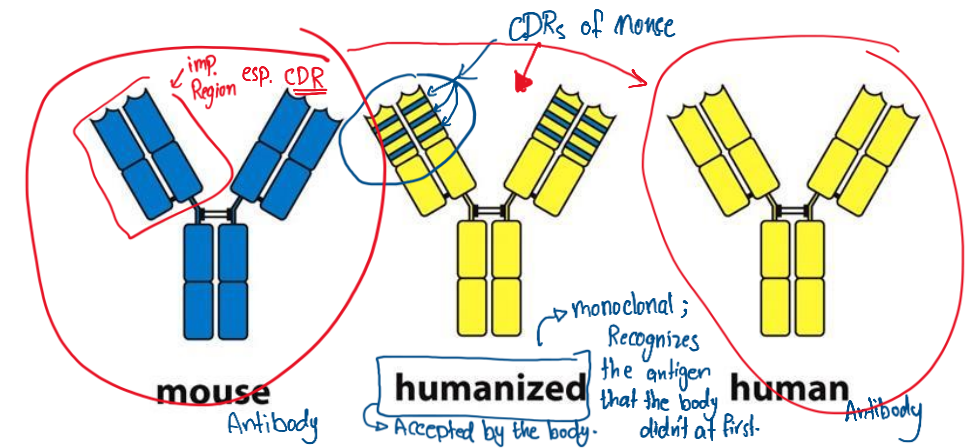 CDRs of Mouse
imp.
Region
esp. CDR
monoclonal;
Recognizes
the antigen
that the body
didn't at first.
mouse
humanized
human
Antibody
Accepted by the body.
Antibody